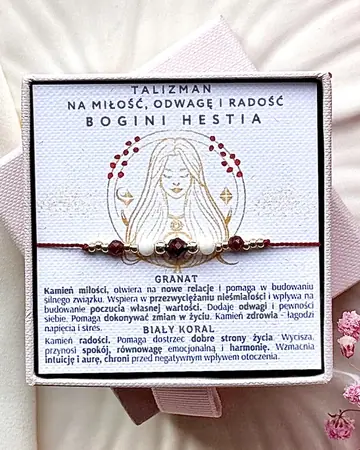 TALIZMAN
NA MIŁOŚĆ, ODWAGĘ I RADOŚĆ
BOGINI HESTIA
GRANAT
Kamień miłości, otwiera na nowe relacje i pomaga w budowaniu
silnego związku. Wspiera w przezwyciężaniu nieśmiałości i wpływa na
budowanie poczucia własnej wartości. Dodaje odwagi i pewności
siebie. Pomaga dokonywać zmian w życiu. Kamień zdrowia - łagodzi
napięcia i stres.
BIAŁY KORAL
Kamień radości. Pomaga dostrzec dobre strony życia. Wycisza,
przynosi spokój, równowagę emocjonalną i harmonię. Wzmacnia
intuicję i aurę, chroni przed negatywnym wpływem otoczenia.